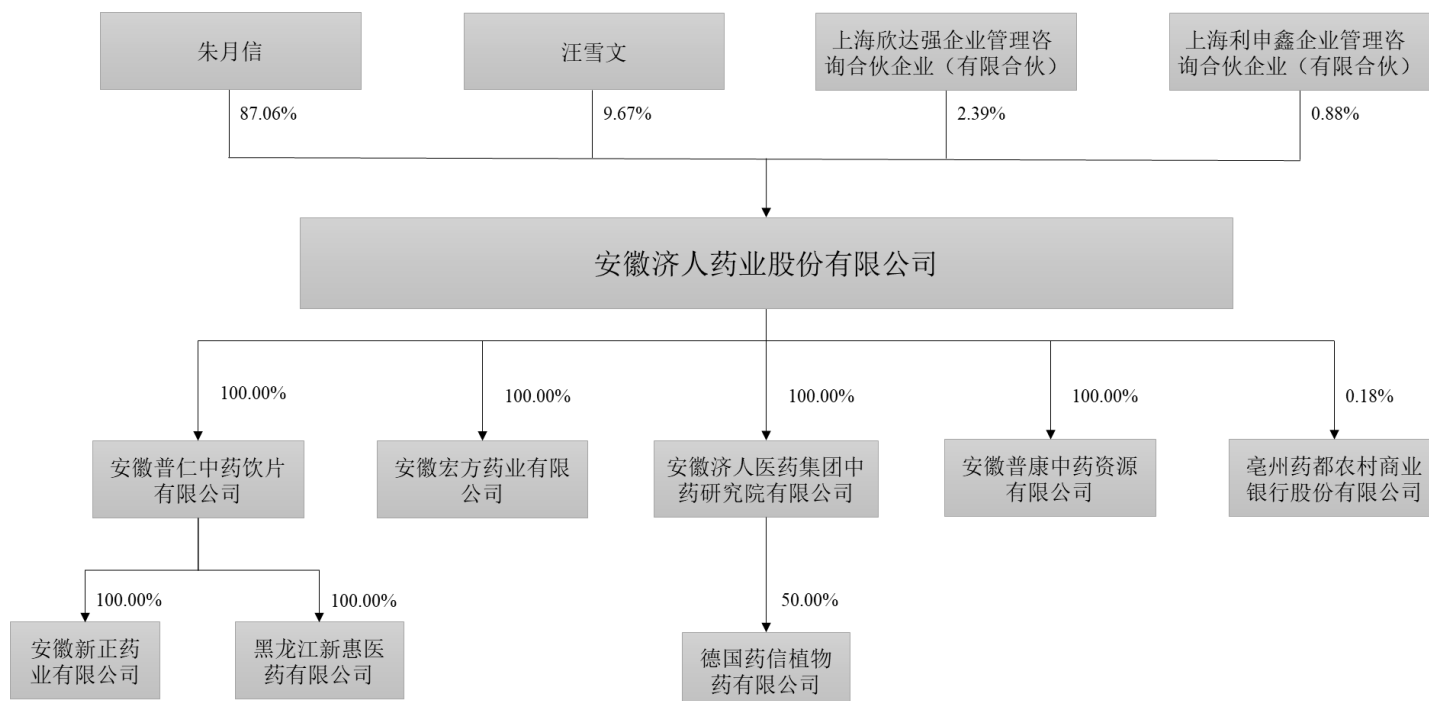 朱月信
汪雪文
上海欣达强企业管理咨
询合伙企业（有限合伙）
上海利申鑫企业管理咨
询合伙企业（有限合伙）
87.06%
9.67%
2.39%
0.88%
安徽济人药业股份有限公司
100.00%
100.00%
100.00%
100.00%
0.18%
安徽普仁中药饮片
有限公司
安徽宏方药业有限
公司
安徽济人医药集团中
药研究院有限公司
安徽普康中药资源
有限公司
亳州药都农村商业
银行股份有限公司
100.00%
100.00%
50.00%
安徽新正药
业有限公司
黑龙江新惠医
药有限公司
德国药信植物
药有限公司